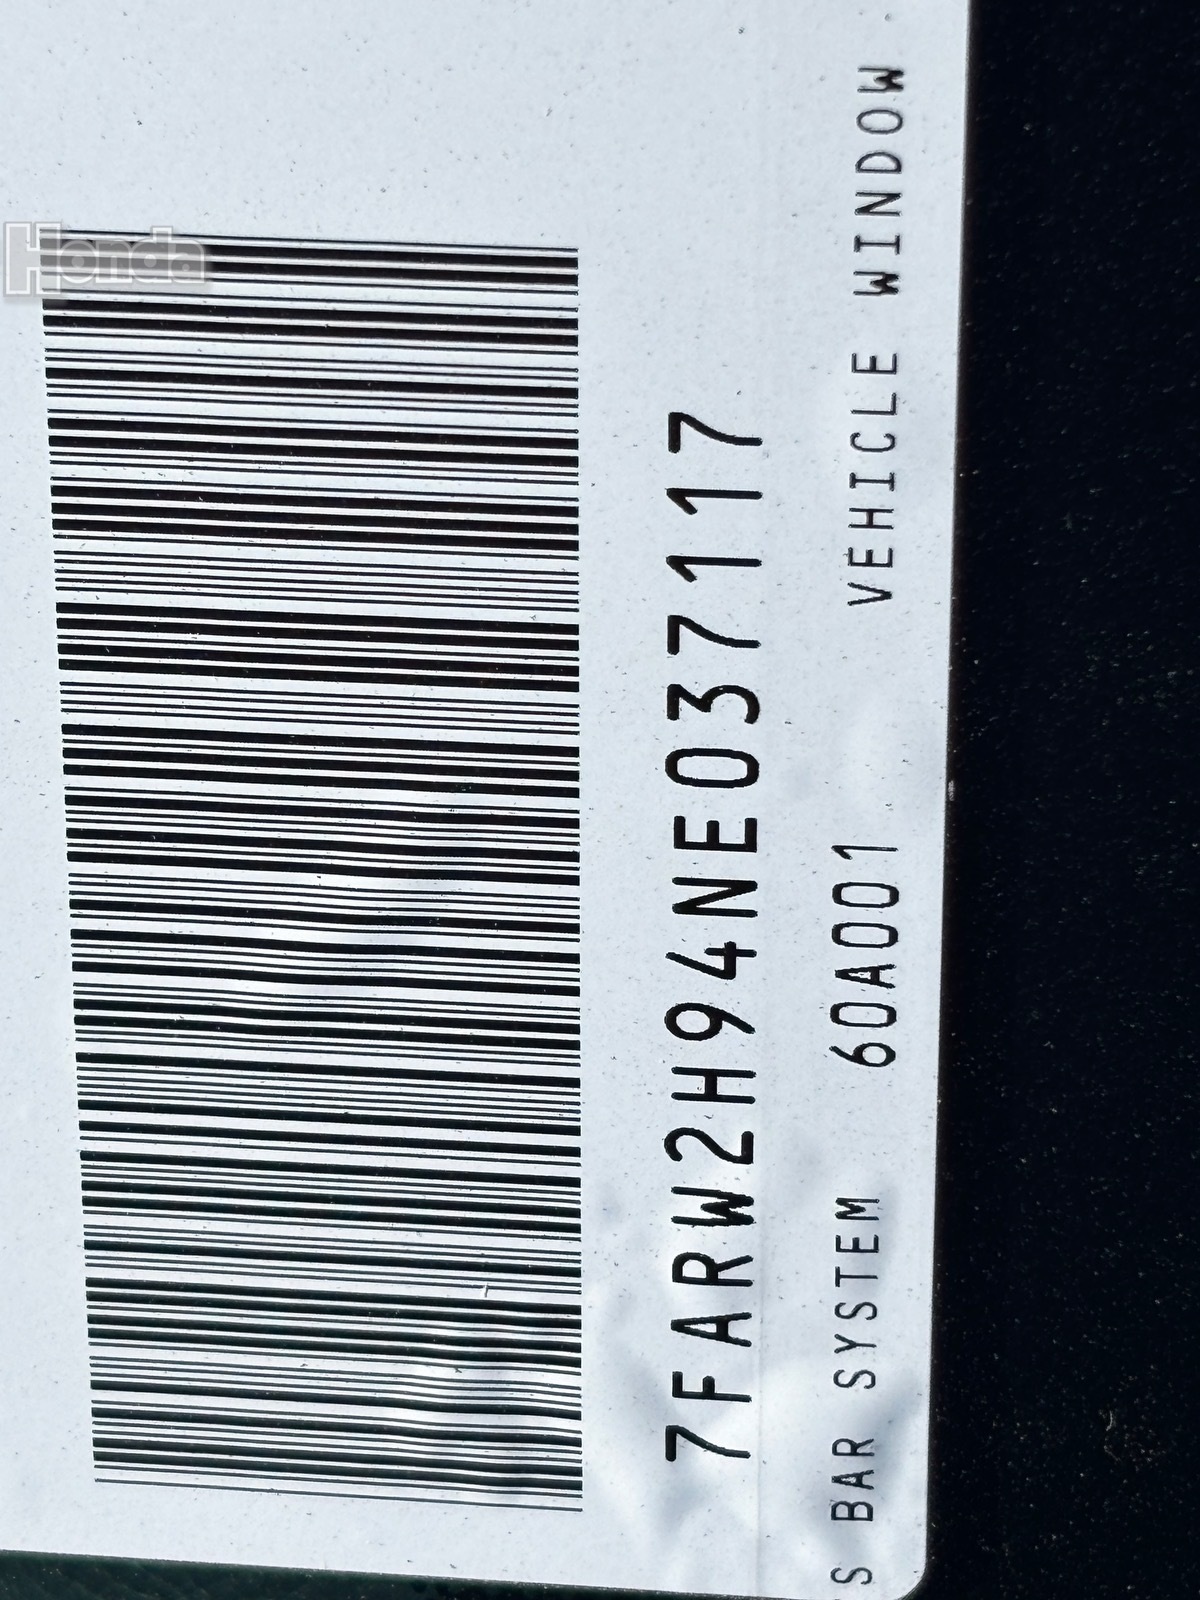 Honda
7FARW2H94NE037117
S BAR SYSTEM 60A001 VEHICLE WINDOW